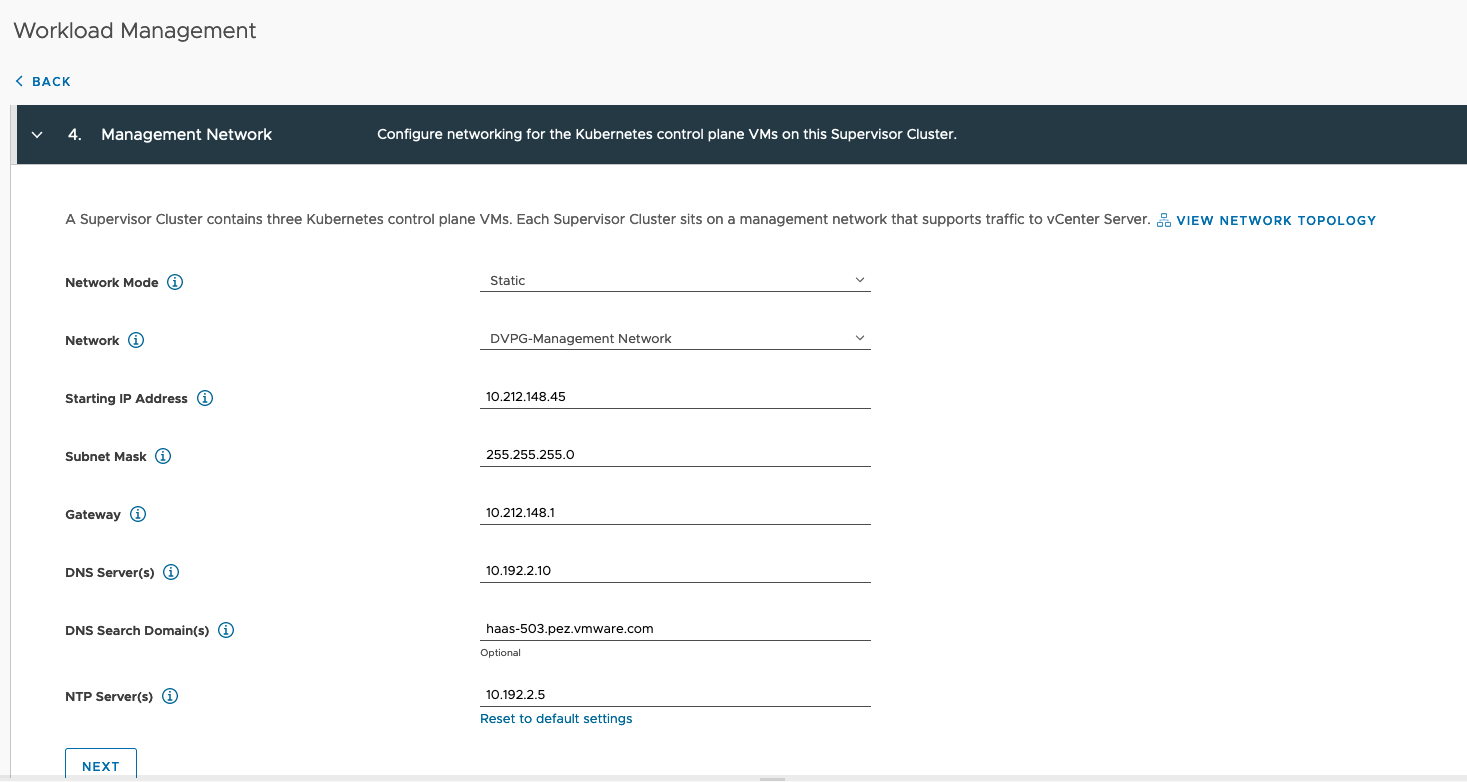 Workload Management
BACK
4. Management Network Configure networking for the Kubernetes control plane VMs on this Supervisor Cluster.
A Supervisor Cluster contains three Kubernetes control plane VMs. Each Supervisor Cluster sits on a management network that supports traffic to vCenter Server. VIEW NETWORK TOPOLOGY
Network Mode Static
Network DVPG-Management Network
Starting IP Address 10.212.148.45
Subnet Mask 255.255.255.0
Gateway 10.212.148.1
DNS Server(s) 10.192.2.10
DNS Search Domain(s) haas-503.pez.vmware.com
Optional
NTP Server(s) 10.192.2.5
Reset to default settings
NEXT